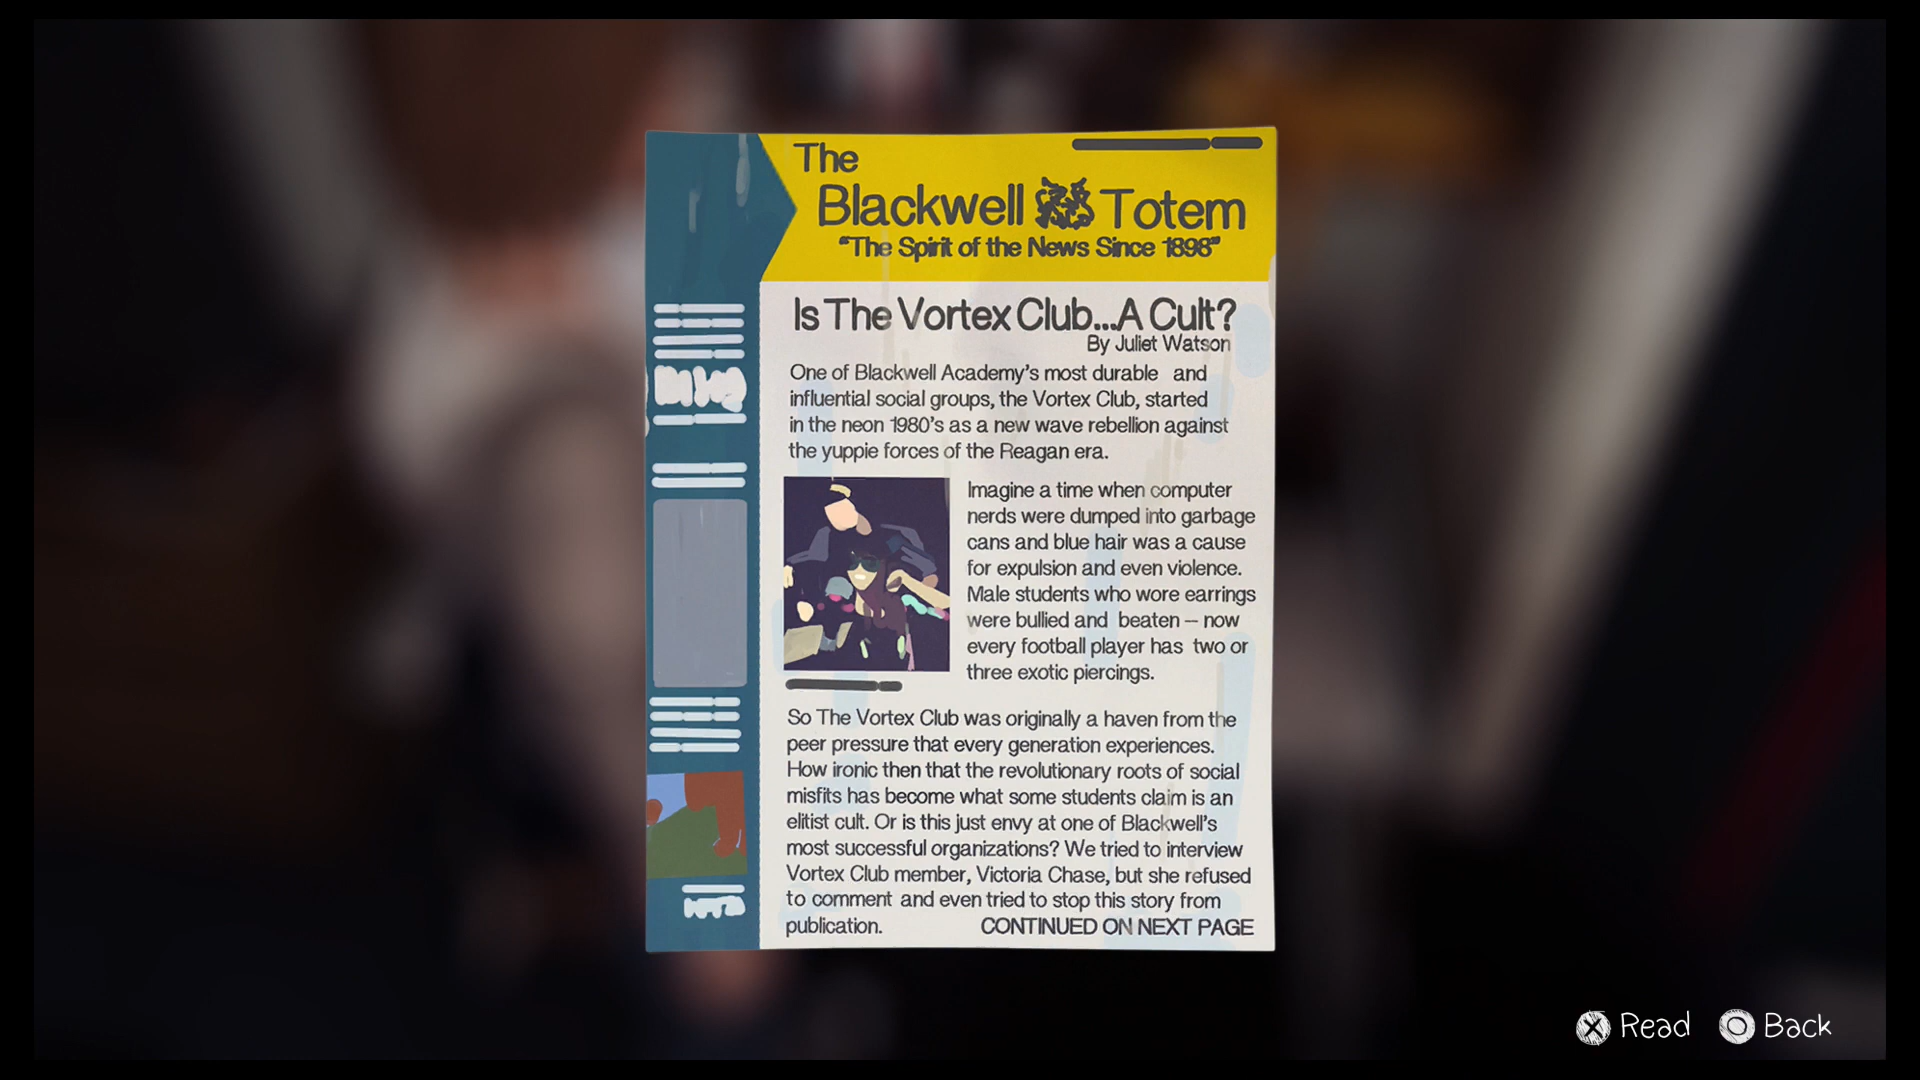 The
Blackwell Totem
"The Spirit of the News Since 1898"
Is The Vortex Club...A Cult?
By Juliet Watson
One of Blackwell Academy's most durable and
influential social groups, the Vortex Club, started
in the neon 1980's as a new wave rebellion against
the yuppie forces of the Reagan era.
Imagine a time when computer
nerds were dumped into garbage
cans and blue hair was a cause
for expulsion and even violence.
Male students who wore earrings
were bullied and beaten – now
every football player has two or
three exotic piercings.
So The Vortex Club was originally a haven from the
peer pressure that every generation experiences.
How ironic then that the revolutionary roots of social
misfits has become what some students claim is an
elitist cult. Or is this just envy at one of Blackwell's
most successful organizations? We tried to interview
Vortex Club member, Victoria Chase, but she refused
to comment and even tried to stop this story from
publication. CONTINUED ON NEXT PAGE
Read Back